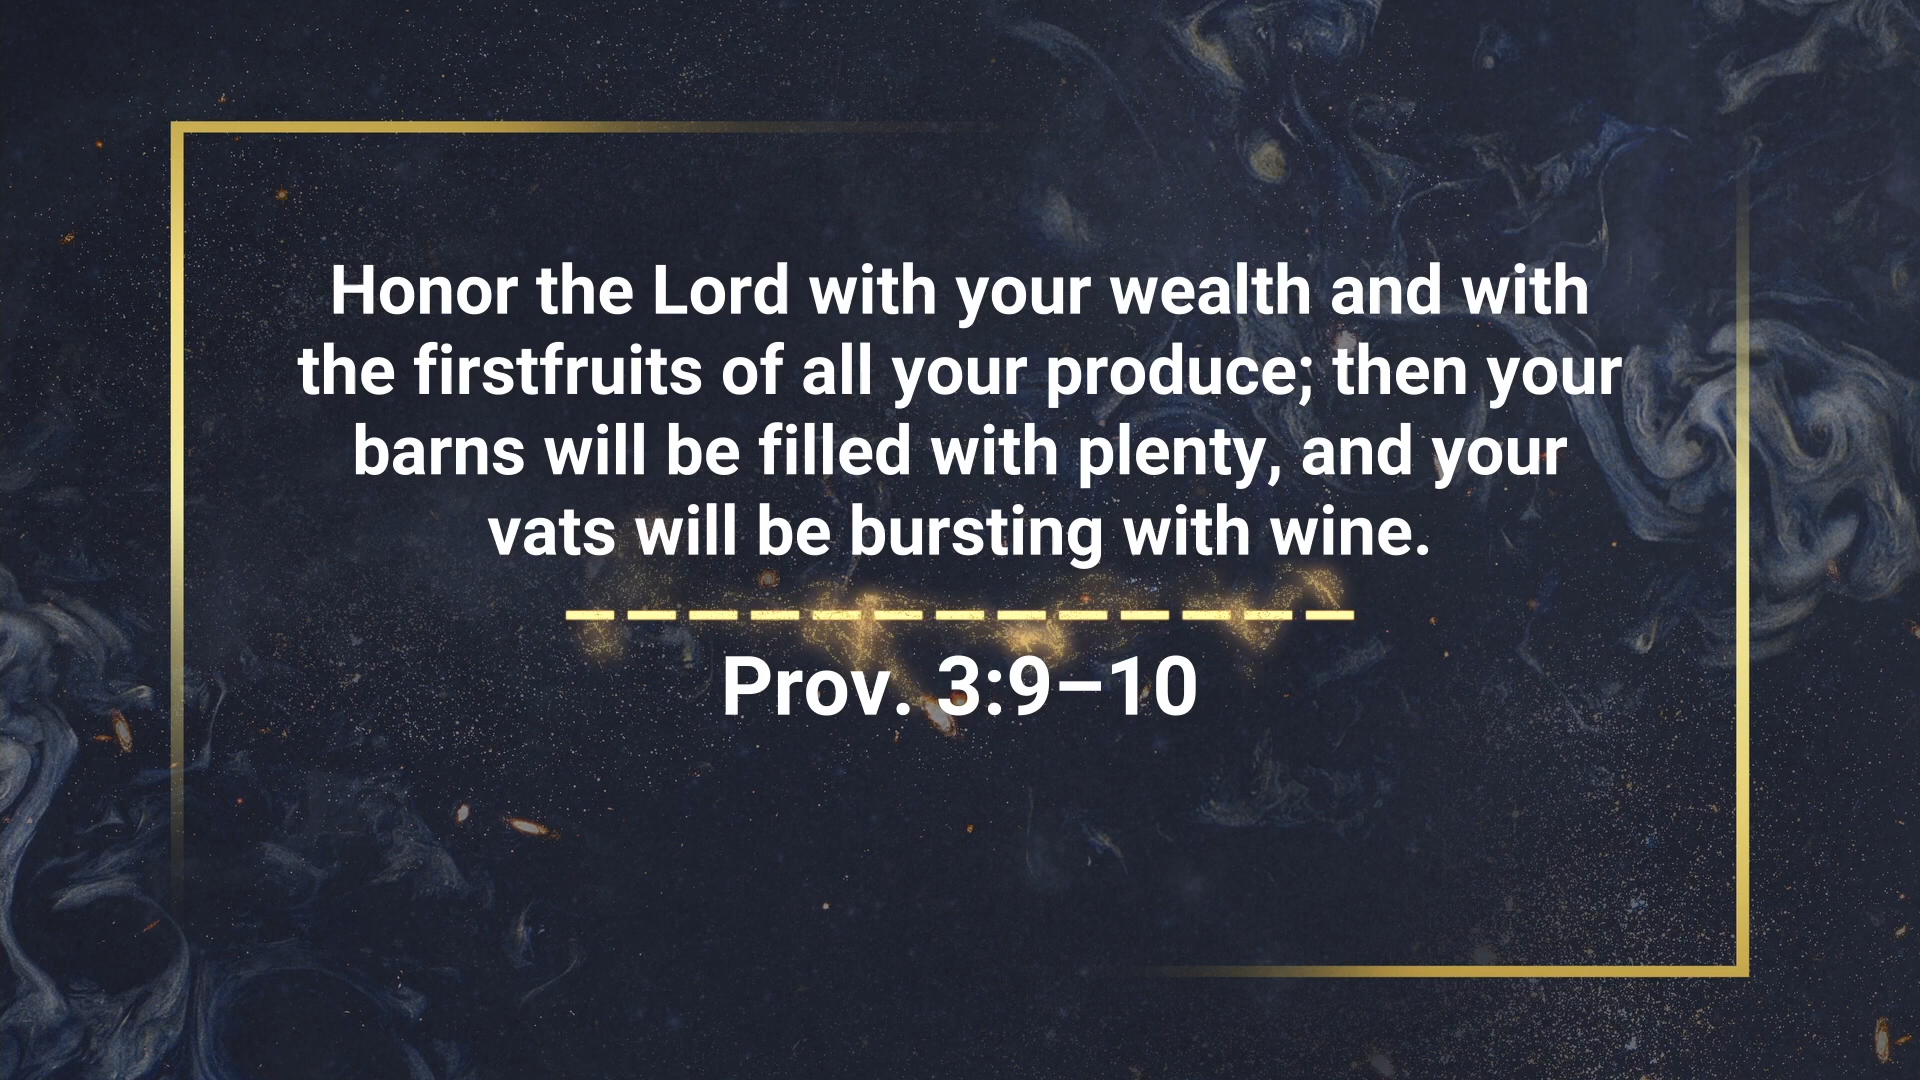 Honor the Lord with your wealth and with
the firstfruits of all your produce; then your
barns will be filled with plenty, and your
vats will be bursting with wine.
Prov. 3:9–10